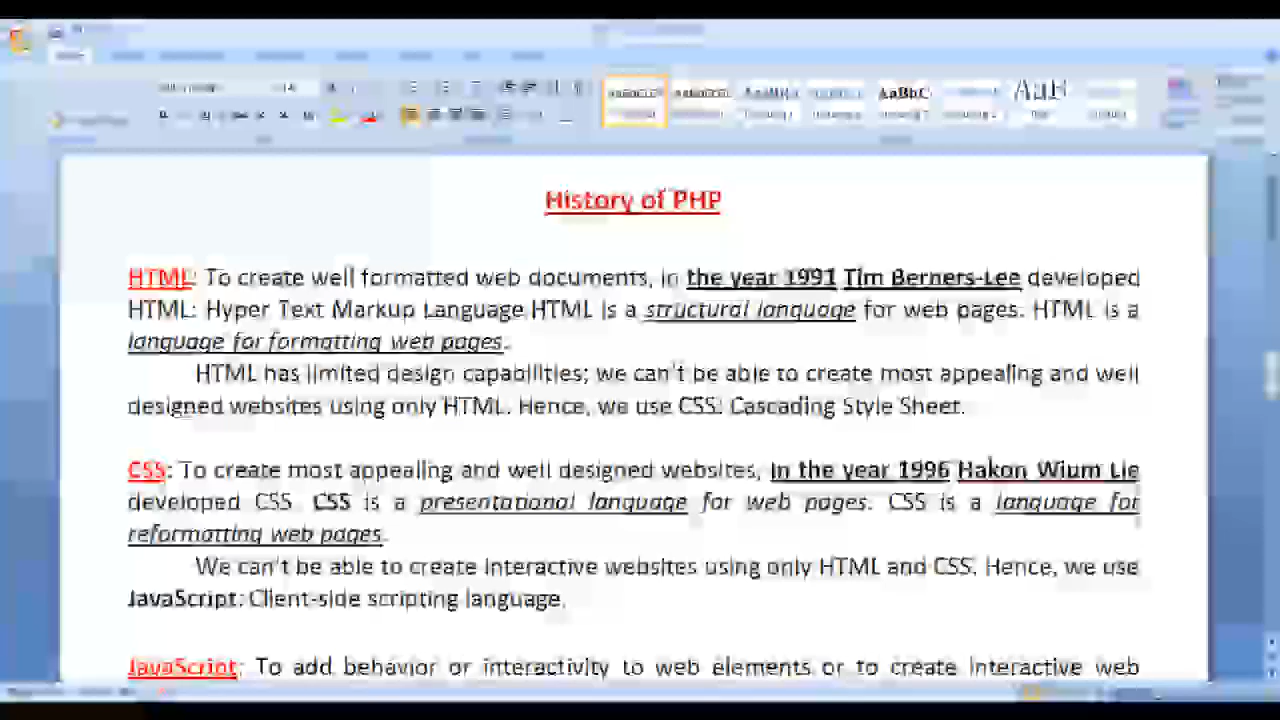 AaBbC
AaB
History of PHP
HTML: To create well formatted web documents, in the year 1991 Tim Berners-Lee developed
HTML: Hyper Text Markup Language HTML is a structural language for web pages. HTML is a
language for formatting web pages.
HTML has limited design capabilities; we can't be able to create most appealing and well
designed websites using only HTML. Hence, we use CSS: Cascading Style Sheet.
CSS: To create most appealing and well designed websites, in the year 1996 Hakon Wium Lie
developed CSS. CSS is a presentational language for web pages. CSS is a language for
reformatting web pages.
We can't be able to create interactive websites using only HTML and CSS. Hence, we use
JavaScript: Client-side scripting language.
JavaScript: To add behavior or interactivity to web elements or to create interactive web